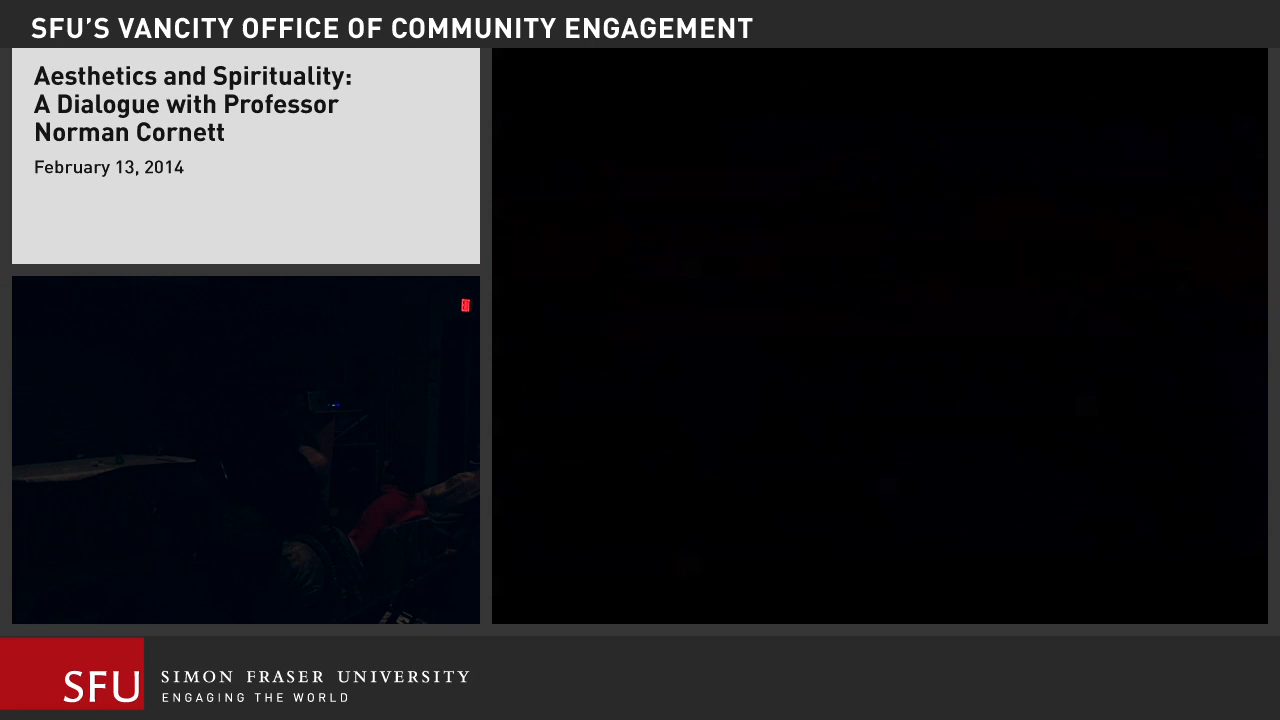 SFU’S VANCITY OFFICE OF COMMUNITY ENGAGEMENT
Aesthetics and Spirituality:
A Dialogue with Professor
Norman Cornett
February 13, 2014
SFU
SIMON FRASER UNIVERSITY
ENGAGING THE WORLD